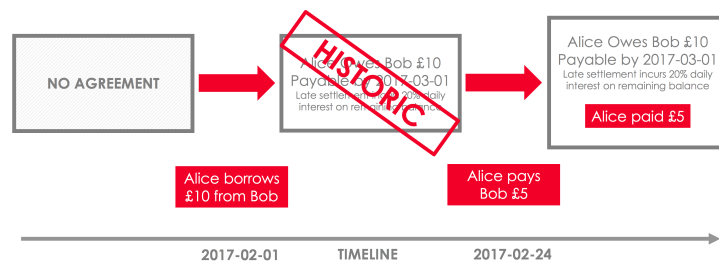 NO AGREEMENT
Alice Owes Bob £10
Payable by 2017-03-01
Late settlement incurs 20% daily
interest on remaining balance
HISTORIC
Alice Owes Bob £10
Payable by 2017-03-01
Late settlement incurs 20% daily
interest on remaining balance
Alice paid £5
Alice borrows
£10 from Bob
Alice pays
Bob £5
2017-02-01
TIMELINE
2017-02-24